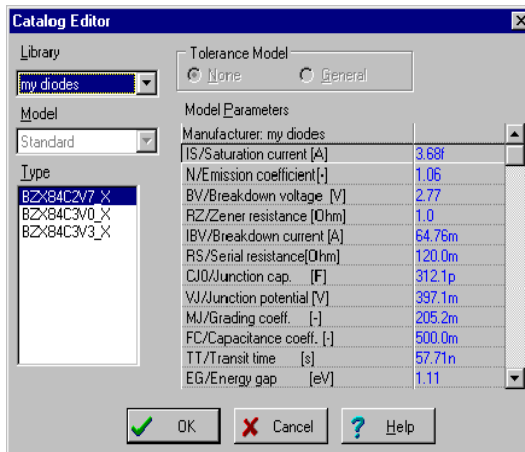 Catalog Editor
Library
my diodes
Model
Standard
Type
BZX84C2V7_X
BZX84C3V0_X
BZX84C3V3_X
Tolerance Model
None General
Model Parameters
Manufacturer: my diodes
IS/Saturation current [A] 3.68f
N/Emission coefficient[-] 1.06
BV/Breakdown voltage [V] 2.77
RZ/Zener resistance [Ohm] 1.0
IBV/Breakdown current [A] 64.76m
RS/Serial resistance[Ohm] 120.0m
CJ0/Junction cap. [F] 312.1p
VJ/Junction potential [V] 397.1m
MJ/Grading coeff. [-] 205.2m
FC/Capacitance coeff. [-] 500.0m
TT/Transit time [s] 57.71n
EG/Energy gap [eV] 1.11
OK Cancel ? Help